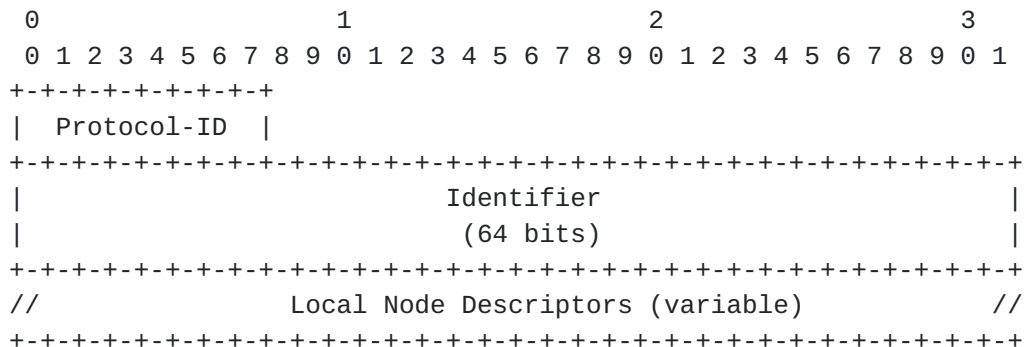 0                   1                   2                   3
 0 1 2 3 4 5 6 7 8 9 0 1 2 3 4 5 6 7 8 9 0 1 2 3 4 5 6 7 8 9 0 1
+-+-+-+-+-+-+-+-+
|  Protocol-ID  |
+-+-+-+-+-+-+-+-+-+-+-+-+-+-+-+-+-+-+-+-+-+-+-+-+-+-+-+-+-+-+-+-+
|                           Identifier                          |
|                            (64 bits)                          |
+-+-+-+-+-+-+-+-+-+-+-+-+-+-+-+-+-+-+-+-+-+-+-+-+-+-+-+-+-+-+-+-+
//                Local Node Descriptors (variable)            //
+-+-+-+-+-+-+-+-+-+-+-+-+-+-+-+-+-+-+-+-+-+-+-+-+-+-+-+-+-+-+-+-+